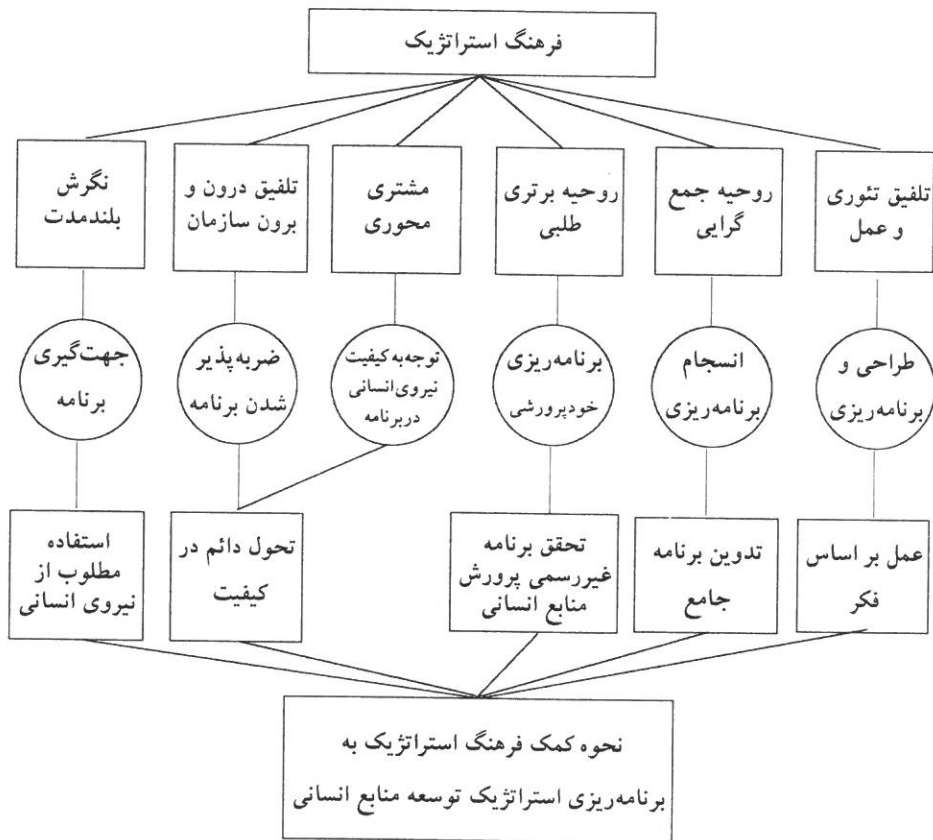 فرهنگ استراتژیک
تلفیق تئوری
و عمل
روحیه جمع
گرایی
روحیه برتری
طلبی
مشتری
محوری
تلفیق درون و
برون سازمان
نگرش
بلندمدت
طراحی و
برنامه‌ریزی
انسجام
برنامه‌ریزی
برنامه‌ریزی
خودپرورشی
توجه به کیفیت
نیروی انسانی
در برنامه
ضربه‌پذیر
شدن برنامه
جهت‌گیری
برنامه
عمل بر اساس
فکر
تدوین برنامه
جامع
تحقق برنامه
غیررسمی پرورش
منابع انسانی
تحول دائم در
کیفیت
استفاده
مطلوب از
نیروی انسانی
نحوه کمک فرهنگ استراتژیک به
برنامه‌ریزی استراتژیک توسعه منابع انسانی